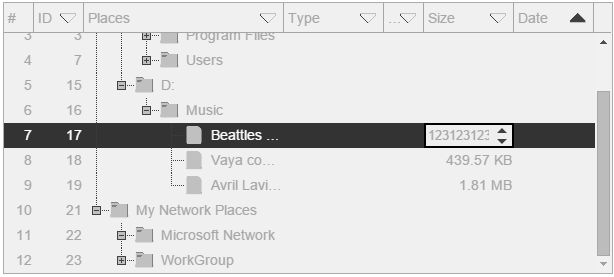 # ID Places Type ... Size Date
3 3 Program Files
4 7 Users
5 15 D:
6 16 Music
7 17 Beattles ... 123123123
8 18 Vaya co... 439.57 KB
9 19 Avril Lavi... 1.81 MB
10 21 My Network Places
11 22 Microsoft Network
12 23 WorkGroup